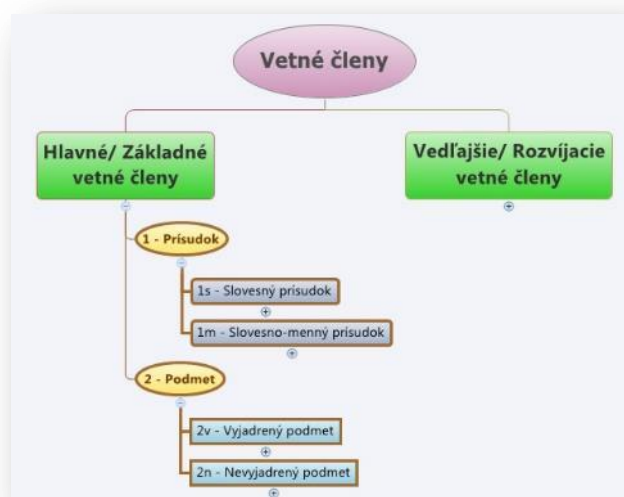 Vetné členy
Hlavné/ Základné
vetné členy
Vedľajšie/ Rozvíjacie
vetné členy
1 - Prísudok
1s - Slovesný prísudok
1m - Slovesno-menný prísudok
2 - Podmet
2v - Vyjadrený podmet
2n - Nevyjadrený podmet